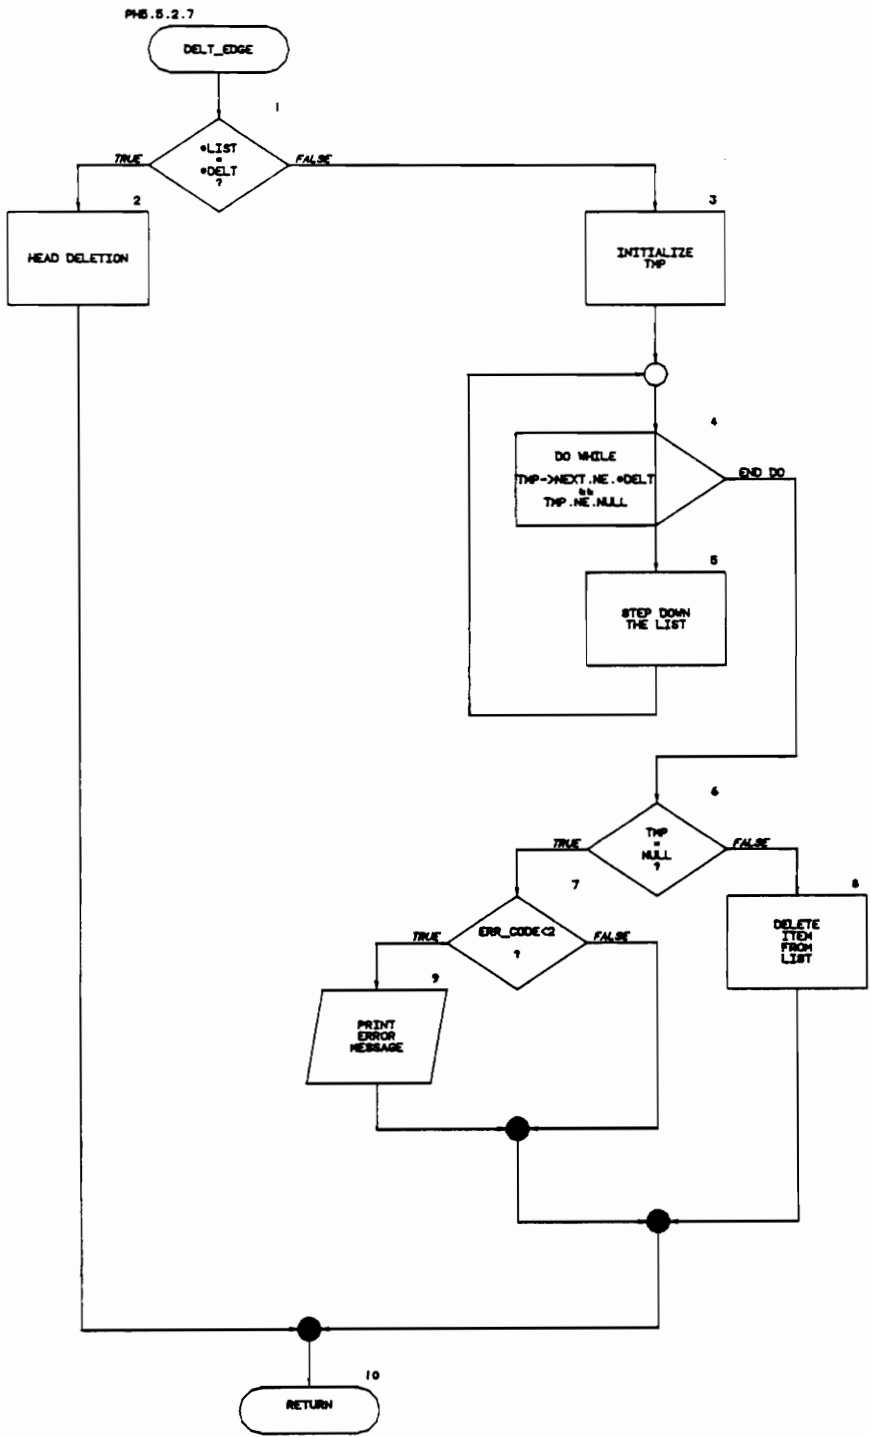 PH5.5.2.7
DELT_EDGE
1
*LIST
=
*DELT
?
TRUE
FALSE
2
HEAD DELETION
3
INITIALIZE
TMP
4
DO WHILE
TMP->NEXT.NE.*DELT
&&
TMP.NE.NULL
END DO
5
STEP DOWN
THE LIST
6
TMP
=
NULL
?
TRUE
FALSE
7
ERR_CODE<2
?
TRUE
FALSE
8
DELETE
ITEM
FROM
LIST
9
PRINT
ERROR
MESSAGE
10
RETURN